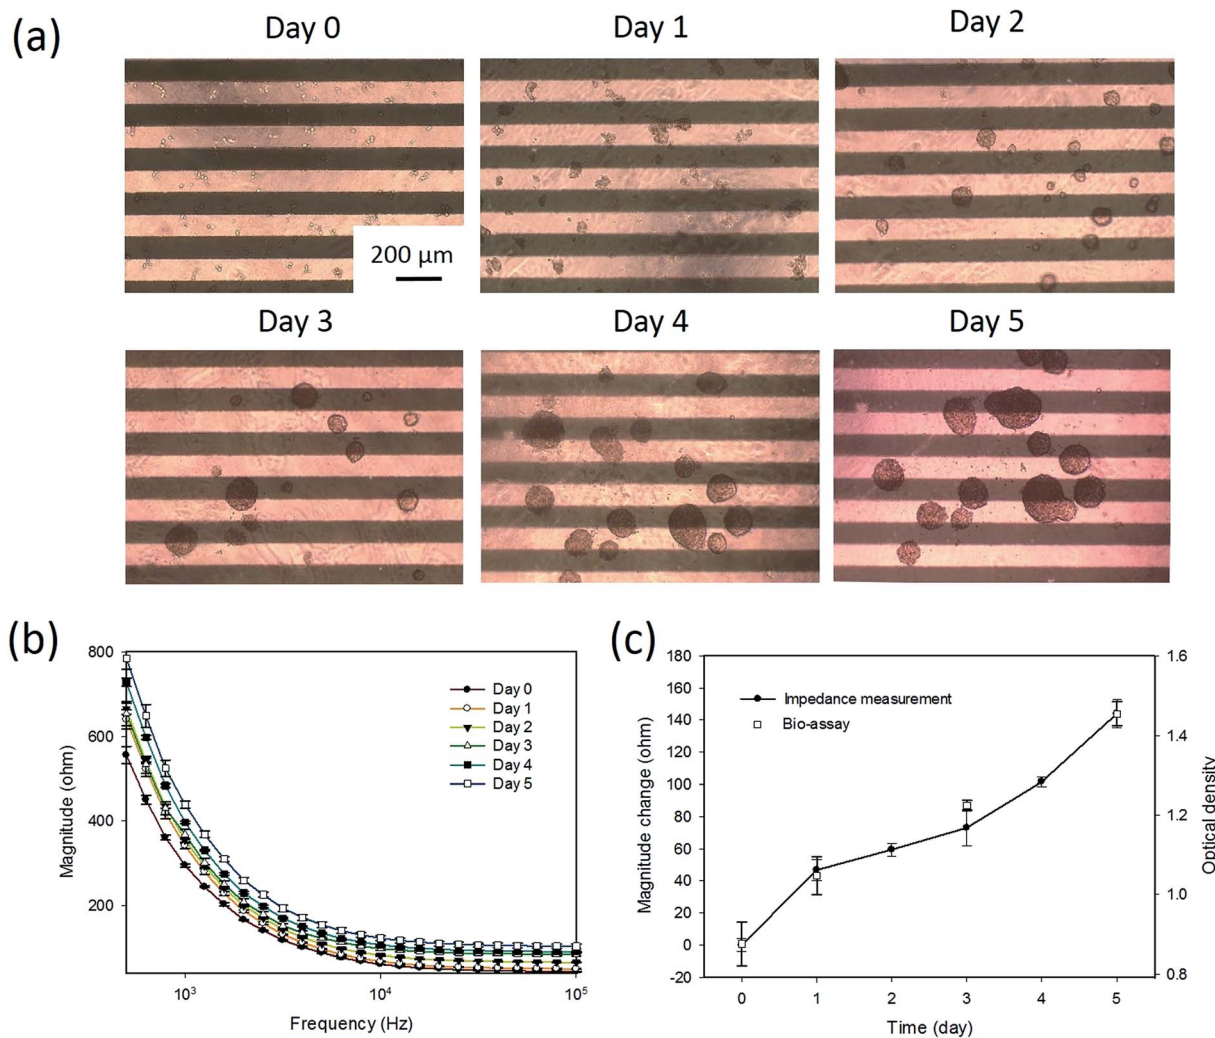 (a)
Day 0
Day 1
Day 2
200 µm
Day 3
Day 4
Day 5
(b)
800
600
400
200
Magnitude (ohm)
Day 0
Day 1
Day 2
Day 3
Day 4
Day 5
10³
10⁴
10⁵
Frequency (Hz)
(c)
180
160
140
120
100
80
60
40
20
0
-20
Magnitude change (ohm)
Impedance measurement
Bio-assay
1.6
1.4
1.2
1.0
0.8
Optical density
0 1 2 3 4 5
Time (day)